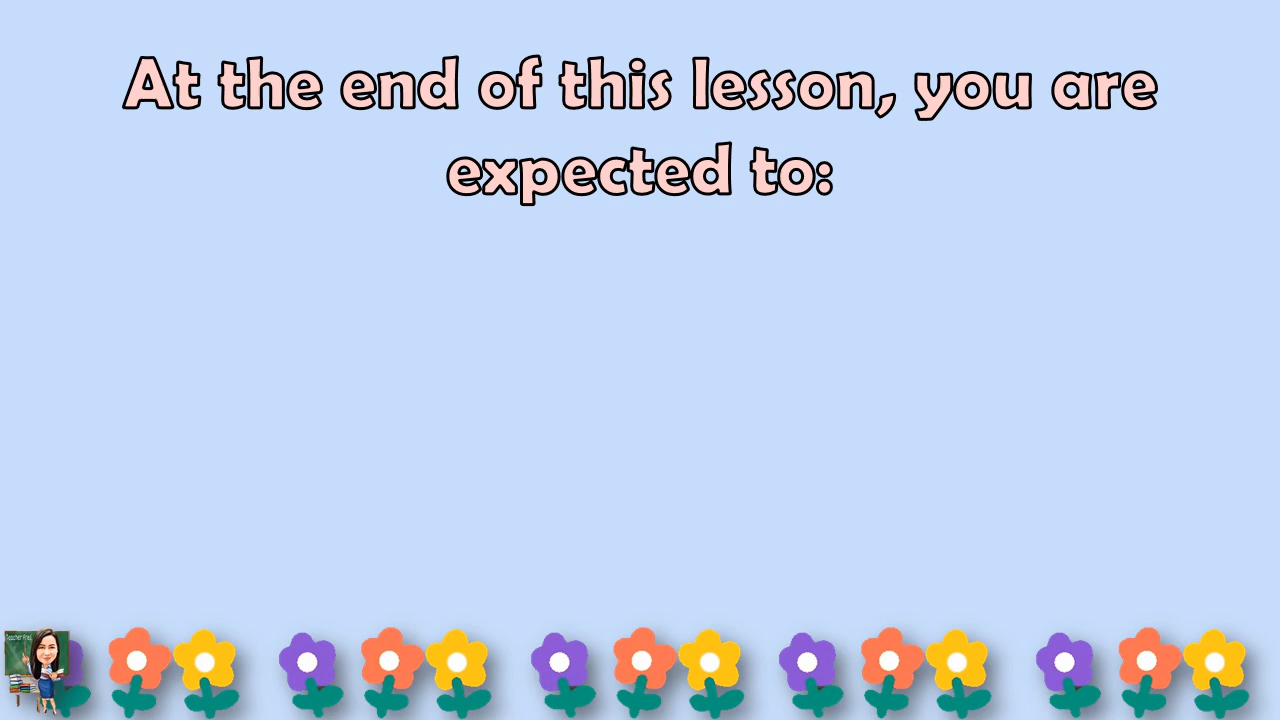 At the end of this lesson, you are
expected to: